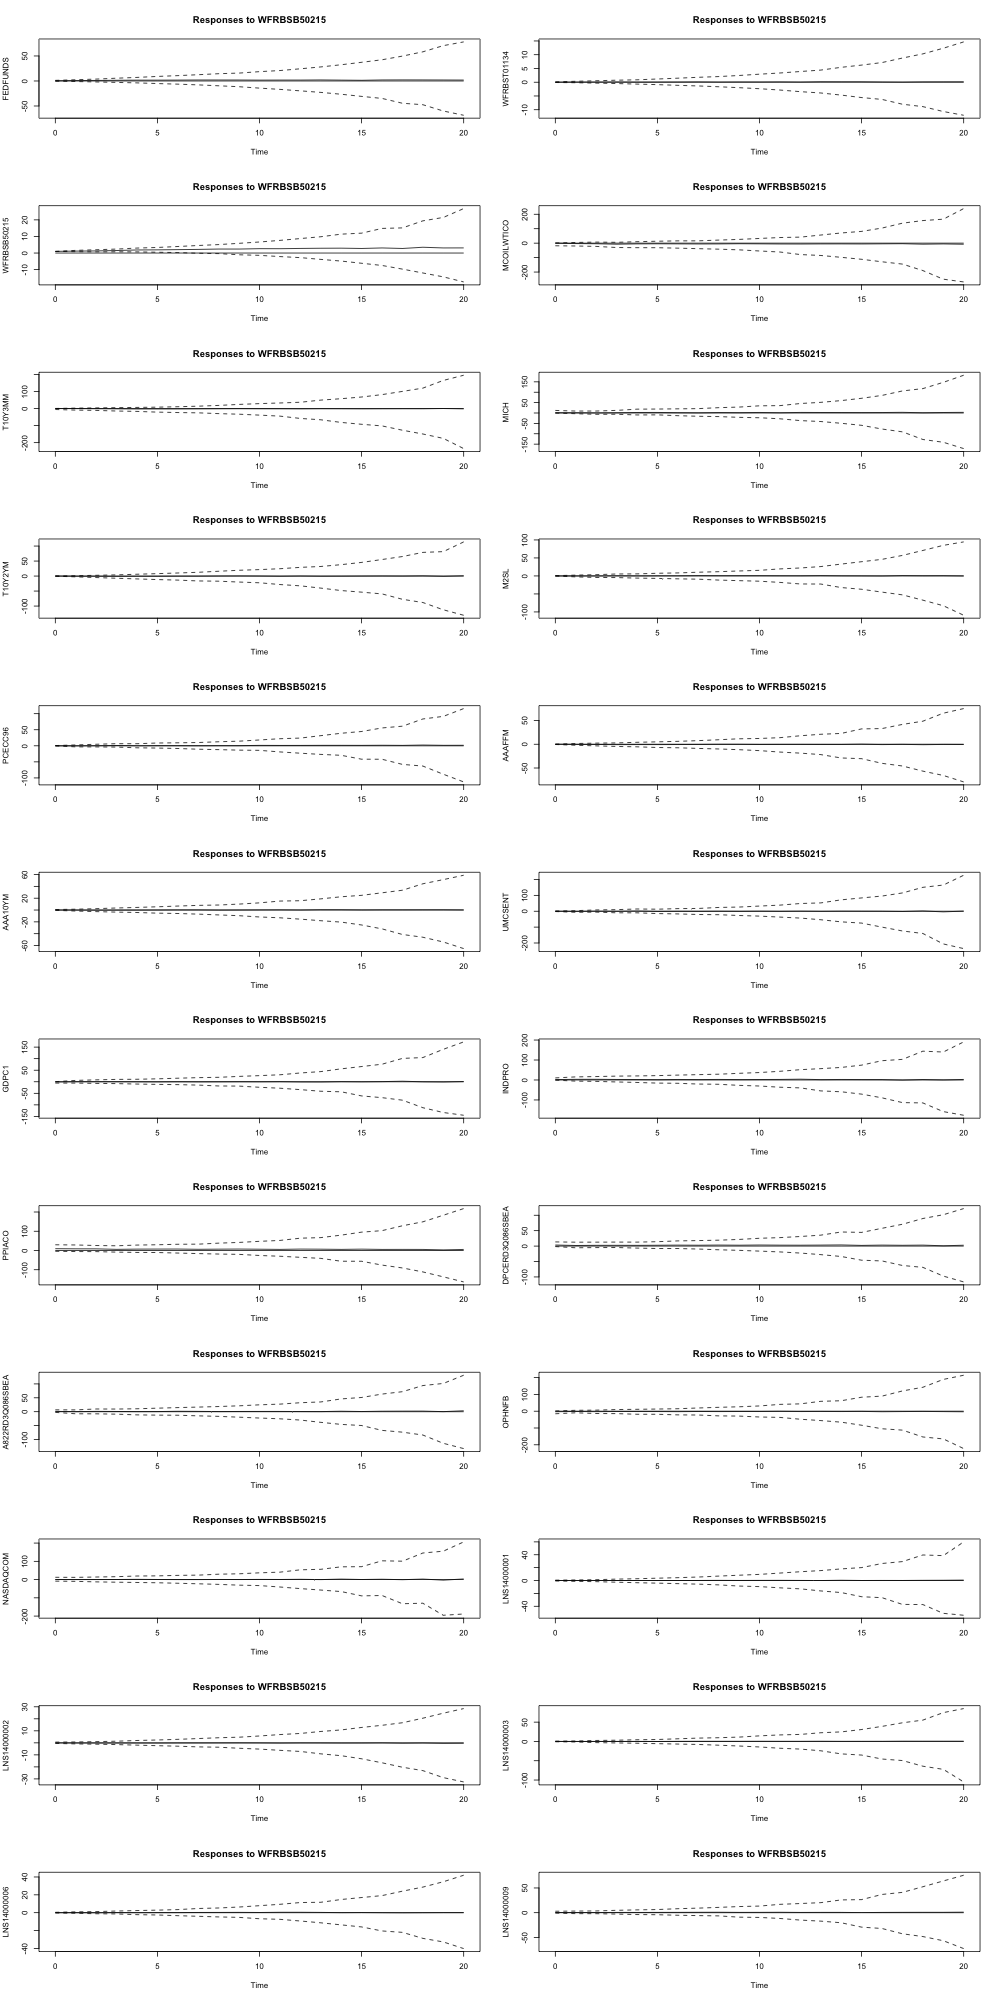 Responses to WFRBSB50215
FEDFUNDS
50
0
-50
0 5 10 15 20
Time
Responses to WFRBSB50215
WFRBST01134
10
5
0
-10
0 5 10 15 20
Time
Responses to WFRBSB50215
WFRBSB50215
20
10
0
-10
0 5 10 15 20
Time
Responses to WFRBSB50215
MCOILWTICO
200
0
-200
0 5 10 15 20
Time
Responses to WFRBSB50215
T10Y3MM
100
0
-200
0 5 10 15 20
Time
Responses to WFRBSB50215
MICH
150
50
-50
-150
0 5 10 15 20
Time
Responses to WFRBSB50215
T10Y2YM
50
0
-100
0 5 10 15 20
Time
Responses to WFRBSB50215
M2SL
100
50
0
-100
0 5 10 15 20
Time
Responses to WFRBSB50215
PCECC96
50
0
-100
0 5 10 15 20
Time
Responses to WFRBSB50215
AAAFFM
50
0
-50
0 5 10 15 20
Time
Responses to WFRBSB50215
AAA10YM
60
20
-20
-60
0 5 10 15 20
Time
Responses to WFRBSB50215
UMCSENT
100
0
-200
0 5 10 15 20
Time
Responses to WFRBSB50215
GDPC1
150
50
-50
-150
0 5 10 15 20
Time
Responses to WFRBSB50215
INDPRO
200
100
0
-100
0 5 10 15 20
Time
Responses to WFRBSB50215
PPIACO
100
0
-100
0 5 10 15 20
Time
Responses to WFRBSB50215
DPCERD3Q086SBEA
50
0
-100
0 5 10 15 20
Time
Responses to WFRBSB50215
A822RD3Q086SBEA
50
0
-100
0 5 10 15 20
Time
Responses to WFRBSB50215
OPHNFB
100
0
-200
0 5 10 15 20
Time
Responses to WFRBSB50215
NASDAQCOM
100
0
-200
0 5 10 15 20
Time
Responses to WFRBSB50215
LNS14000001
40
0
-40
0 5 10 15 20
Time
Responses to WFRBSB50215
LNS14000002
30
10
-10
-30
0 5 10 15 20
Time
Responses to WFRBSB50215
LNS14000003
50
0
-100
0 5 10 15 20
Time
Responses to WFRBSB50215
LNS14000006
40
20
0
-40
0 5 10 15 20
Time
Responses to WFRBSB50215
LNS14000009
50
0
-50
0 5 10 15 20
Time